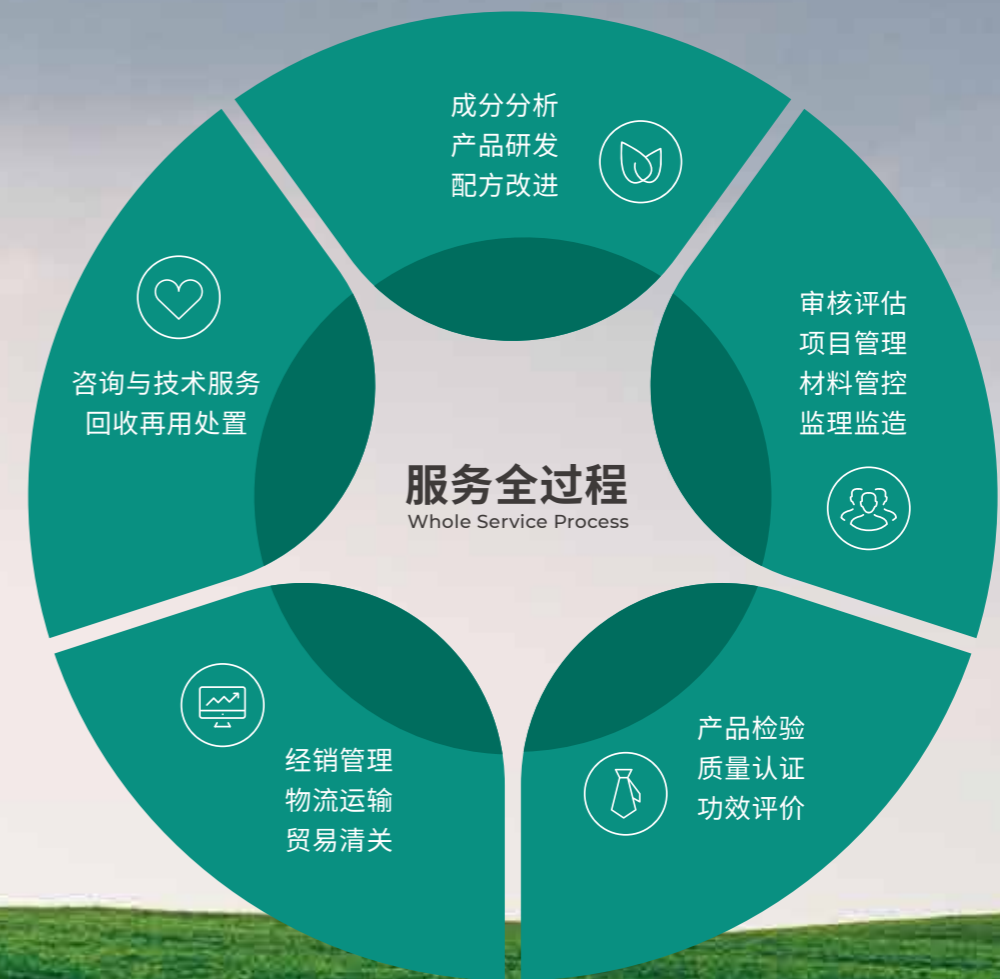 成分分析
产品研发
配方改进
审核评估
项目管理
材料管控
监理监造
咨询与技术服务
回收再用处置
服务全过程
Whole Service Process
经销管理
物流运输
贸易清关
产品检验
质量认证
功效评价